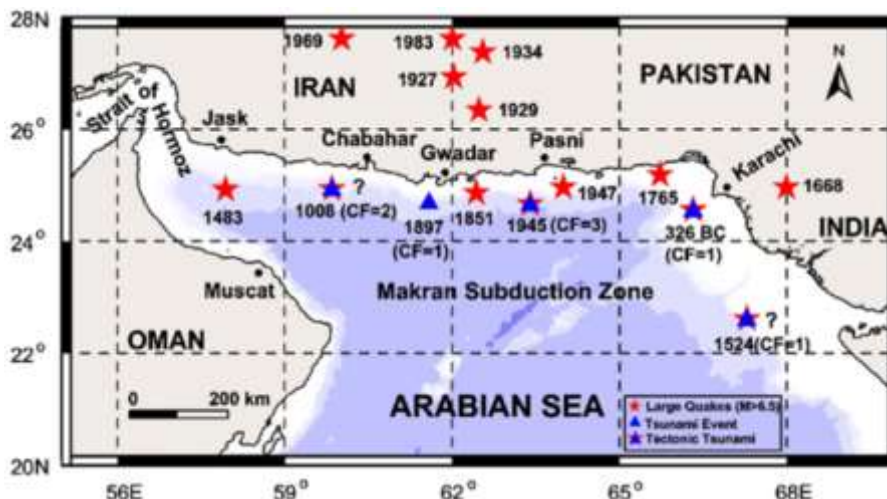 28N
1969
1983
1934
IRAN
PAKISTAN
N
1927
1929
Strait of Hormoz
26°
Jask
Chabahar
Gwadar
Pasni
Karachi
1483
?
1008 (CF=2)
1897
(CF=1)
1851
1945 (CF=3)
1947
1765
1668
326 BC
(CF=1)
INDIA
24°
Muscat
Makran Subduction Zone
OMAN
?
1524(CF=1)
22°
0 200 km
ARABIAN SEA
Large Quakes (M>6.5)
Tsunami Event
Tectonic Tsunami
20N
56E
59°
62°
65°
68E